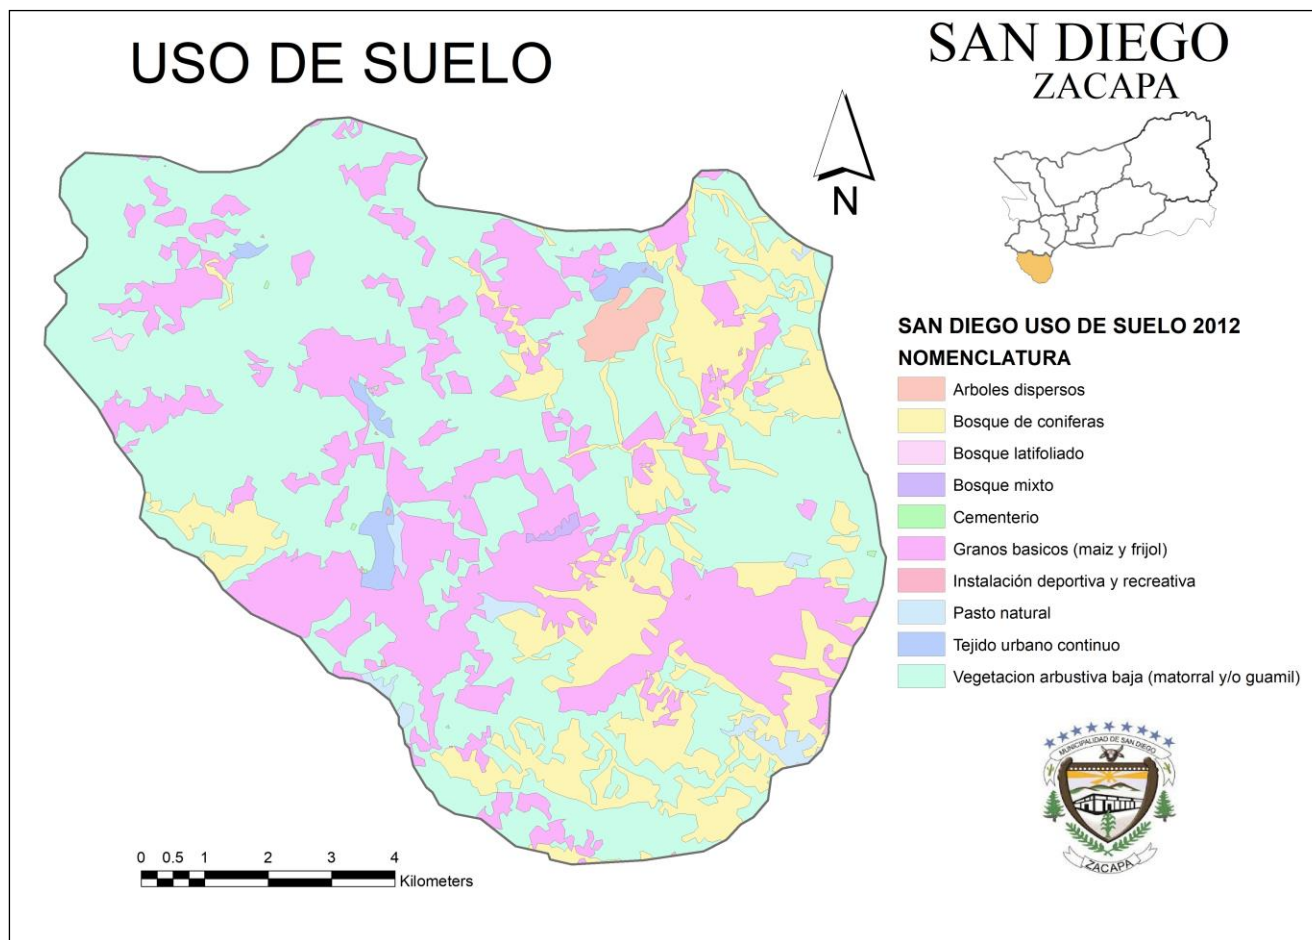 USO DE SUELO
SAN DIEGO
ZACAPA
N
SAN DIEGO USO DE SUELO 2012
NOMENCLATURA
Arboles dispersos
Bosque de coniferas
Bosque latifoliado
Bosque mixto
Cementerio
Granos basicos (maiz y frijol)
Instalación deportiva y recreativa
Pasto natural
Tejido urbano continuo
Vegetacion arbustiva baja (matorral y/o guamil)
MUNICIPALIDAD DE SAN DIEGO
ZACAPA
0 0.5 1 2 3 4
Kilometers